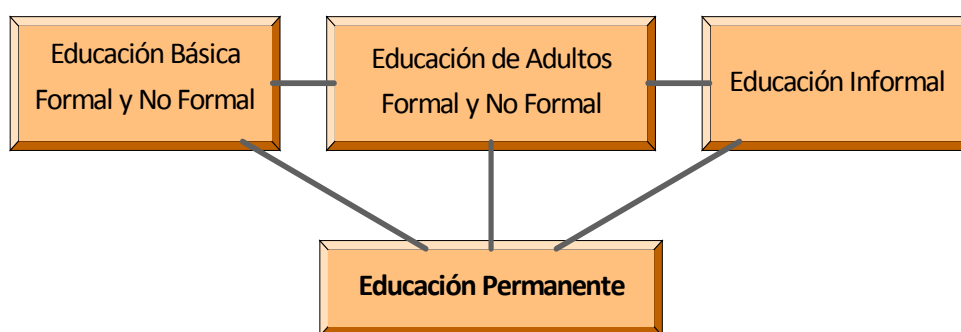 Educación Básica
Formal y No Formal
Educación de Adultos
Formal y No Formal
Educación Informal
Educación Permanente